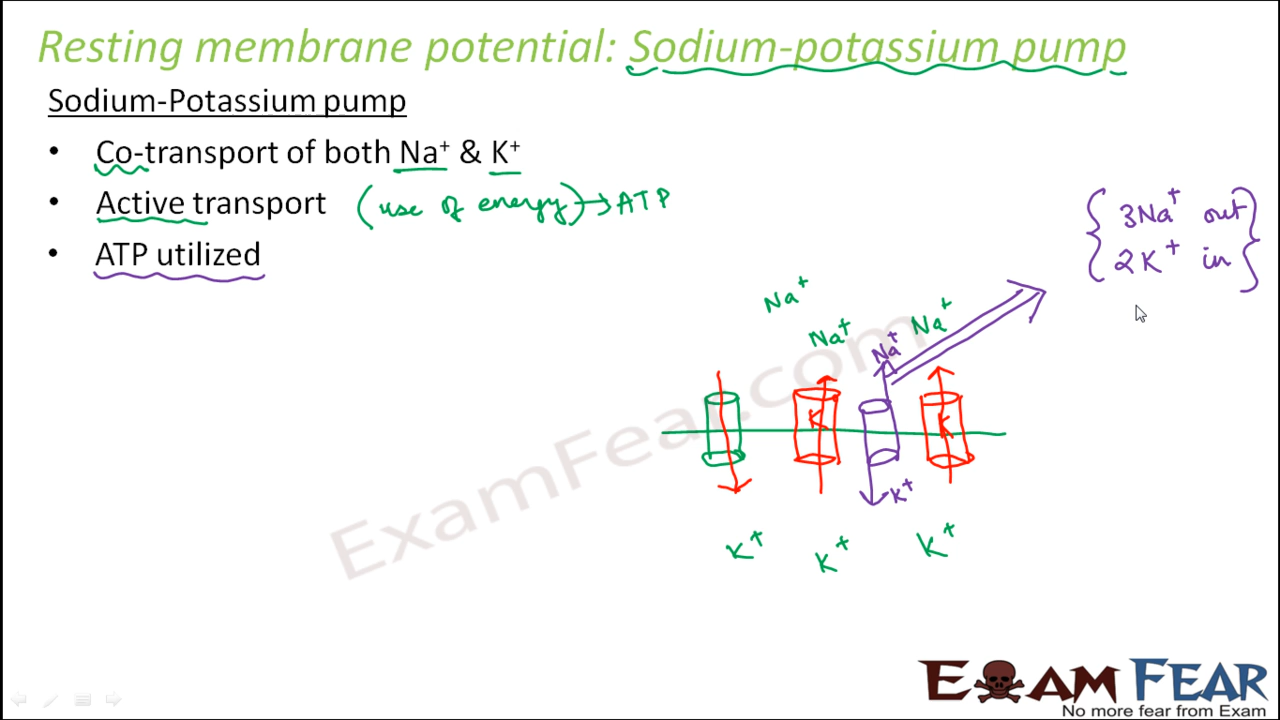 Resting membrane potential: Sodium-potassium pump
Sodium-Potassium pump
• Co-transport of both Na⁺ & K⁺
• Active transport (use of energy) → ATP
• ATP utilized
{3Na⁺ out
2K⁺ in}
Na⁺
Na⁺ Na⁺
Na⁺
K K
K⁺
K⁺ K⁺ K⁺
ExamFear.com
EXAM FEAR
No more fear from Exam